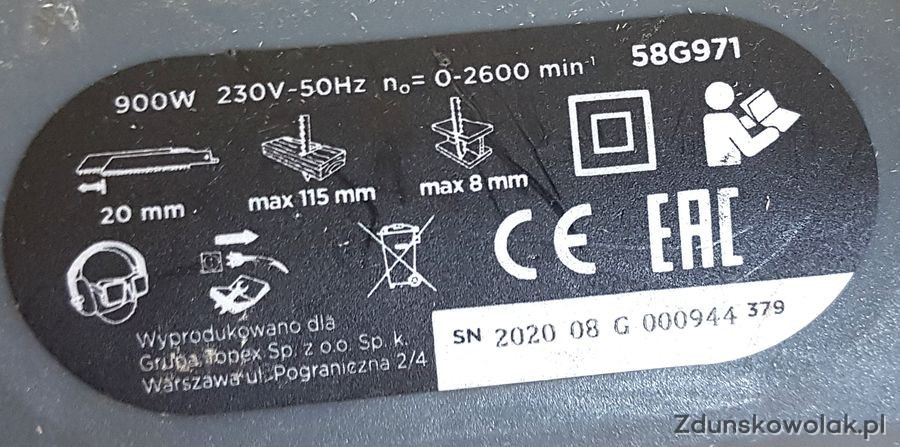 58G971
900W 230V~50Hz n₀= 0-2600 min⁻¹
20 mm
max 115 mm
max 8 mm
CE EAC
Wyprodukowano dla
Grupa Topex Sp. z o.o. Sp. k.
Warszawa ul. Pograniczna 2/4
SN 2020 08 G 000944 379
Zdunskowolak.pl